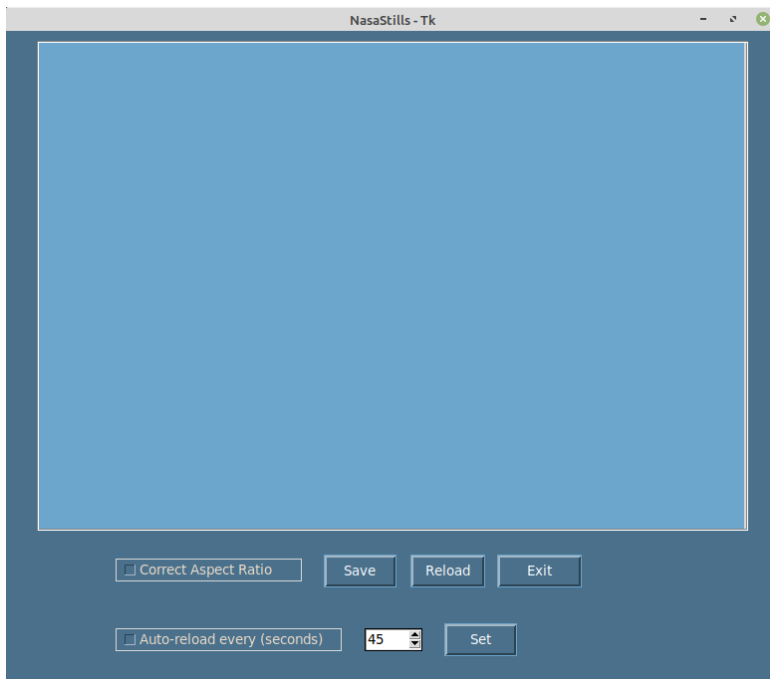 NasaStills - Tk
Correct Aspect Ratio Save Reload Exit
Auto-reload every (seconds) 45 Set